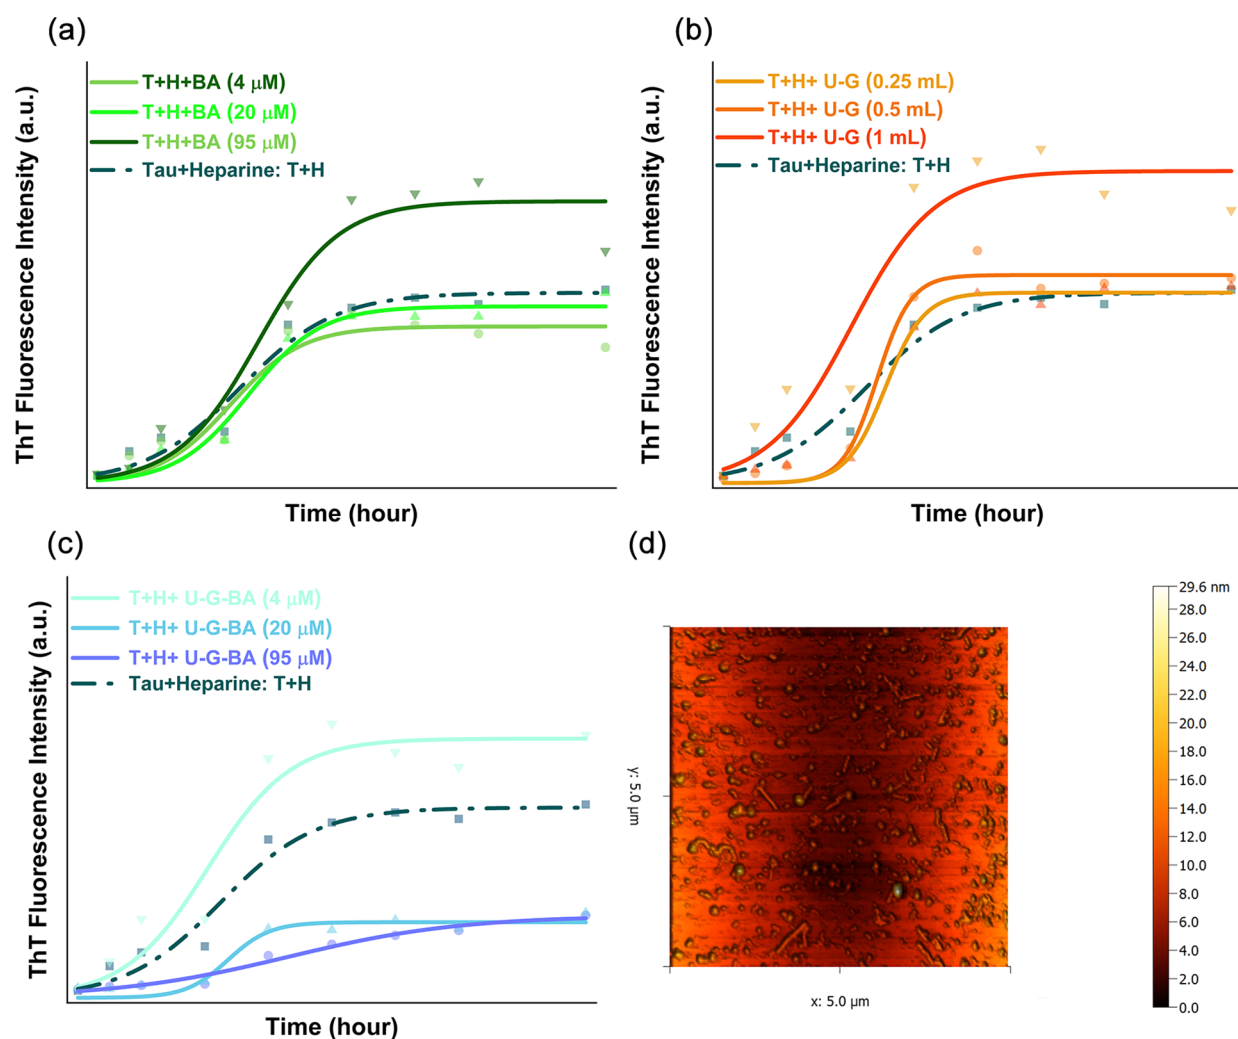 (a)
ThT Fluorescence Intensity (a.u.)
T+H+BA (4 μM)
T+H+BA (20 μM)
T+H+BA (95 μM)
Tau+Heparine: T+H
Time (hour)
(b)
ThT Fluorescence Intensity (a.u.)
T+H+ U-G (0.25 mL)
T+H+ U-G (0.5 mL)
T+H+ U-G (1 mL)
Tau+Heparine: T+H
Time (hour)
(c)
ThT Fluorescence Intensity (a.u.)
T+H+ U-G-BA (4 μM)
T+H+ U-G-BA (20 μM)
T+H+ U-G-BA (95 μM)
Tau+Heparine: T+H
Time (hour)
(d)
y: 5.0 µm
x: 5.0 µm
29.6 nm
28.0
26.0
24.0
22.0
20.0
18.0
16.0
14.0
12.0
10.0
8.0
6.0
4.0
2.0
0.0